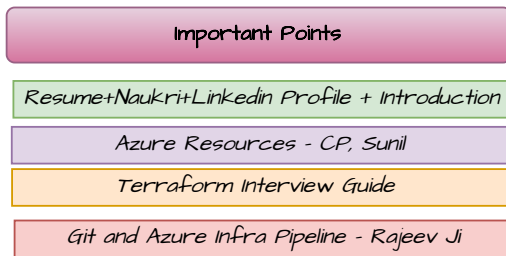 Important Points
Resume+Naukri+Linkedin Profile + Introduction
Azure Resources - CP, Sunil
Terraform Interview Guide
Git and Azure Infra Pipeline - Rajeev Ji